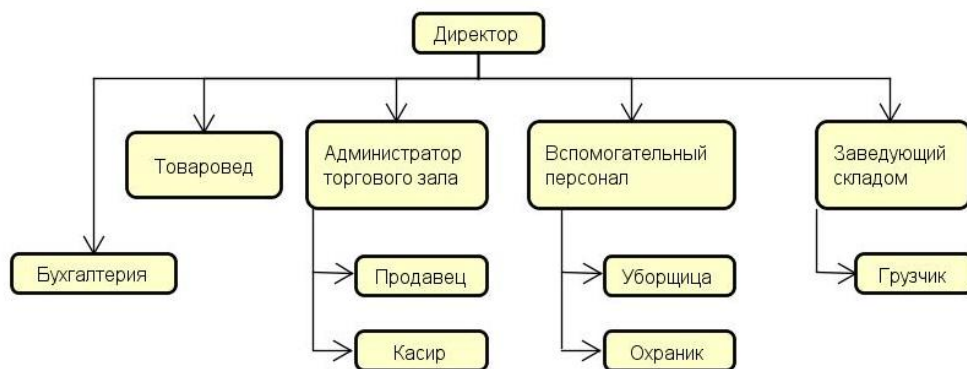 Директор
Товаровед
Администратор
торгового зала
Вспомогательный
персонал
Заведующий
складом
Бухгалтерия
Продавец
Уборщица
Грузчик
Касир
Охраник